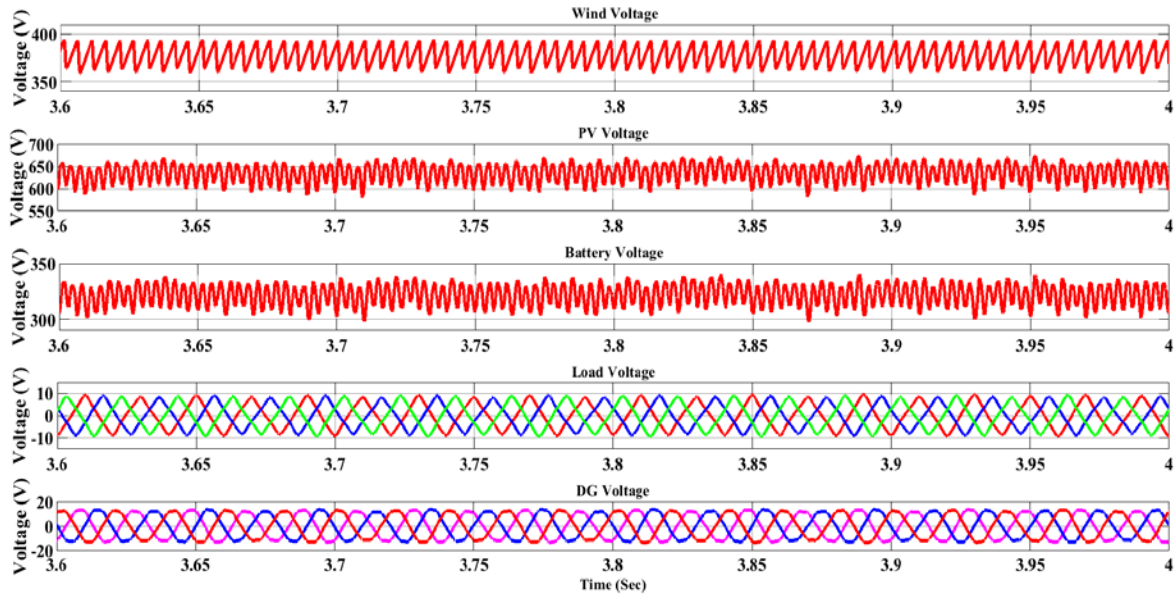 Wind Voltage
Voltage (V)
400
350
3.6 3.65 3.7 3.75 3.8 3.85 3.9 3.95 4
PV Voltage
Voltage (V)
700
650
600
550
3.6 3.65 3.7 3.75 3.8 3.85 3.9 3.95 4
Battery Voltage
Voltage (V)
350
300
3.6 3.65 3.7 3.75 3.8 3.85 3.9 3.95 4
Load Voltage
Voltage (V)
10
0
-10
3.6 3.65 3.7 3.75 3.8 3.85 3.9 3.95 4
DG Voltage
Voltage (V)
20
0
-20
3.6 3.65 3.7 3.75 3.8 3.85 3.9 3.95 4
Time (Sec)